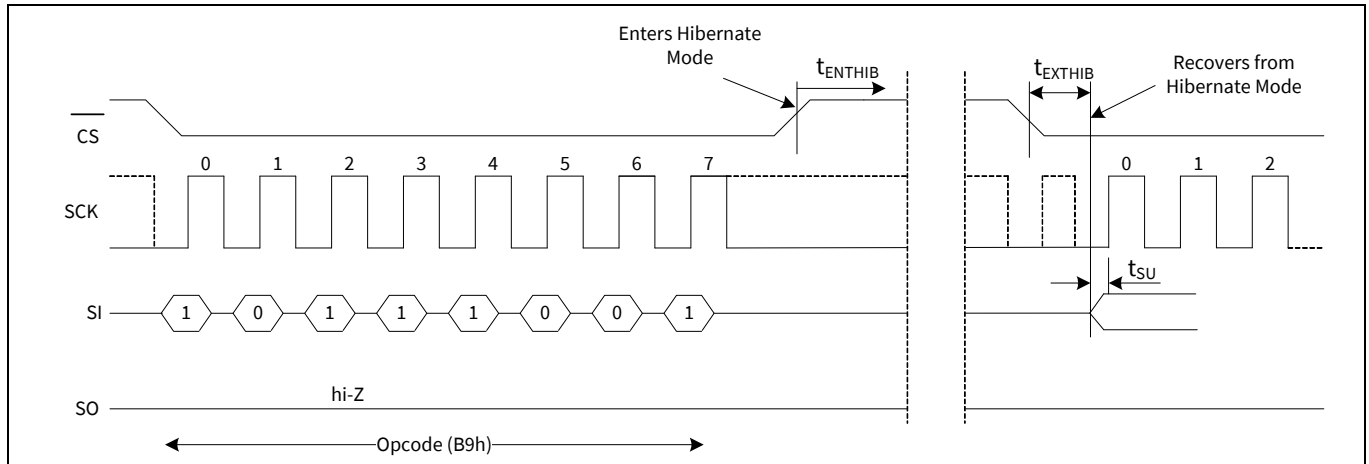 Enters Hibernate
Mode
tENTHIB
tEXTHIB
Recovers from
Hibernate Mode
CS
0 1 2 3 4 5 6 7 0 1 2
SCK
tSU
SI 1 0 1 1 1 0 0 1
hi-Z
SO
Opcode (B9h)